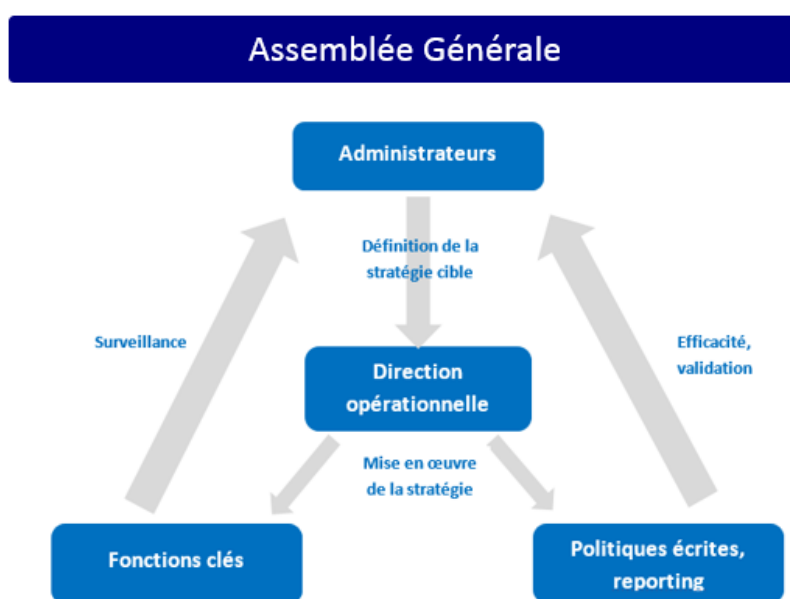 Assemblée Générale
Administrateurs
Définition de la
stratégie cible
Surveillance
Efficacité,
validation
Direction
opérationnelle
Mise en œuvre
de la stratégie
Fonctions clés
Politiques écrites,
reporting